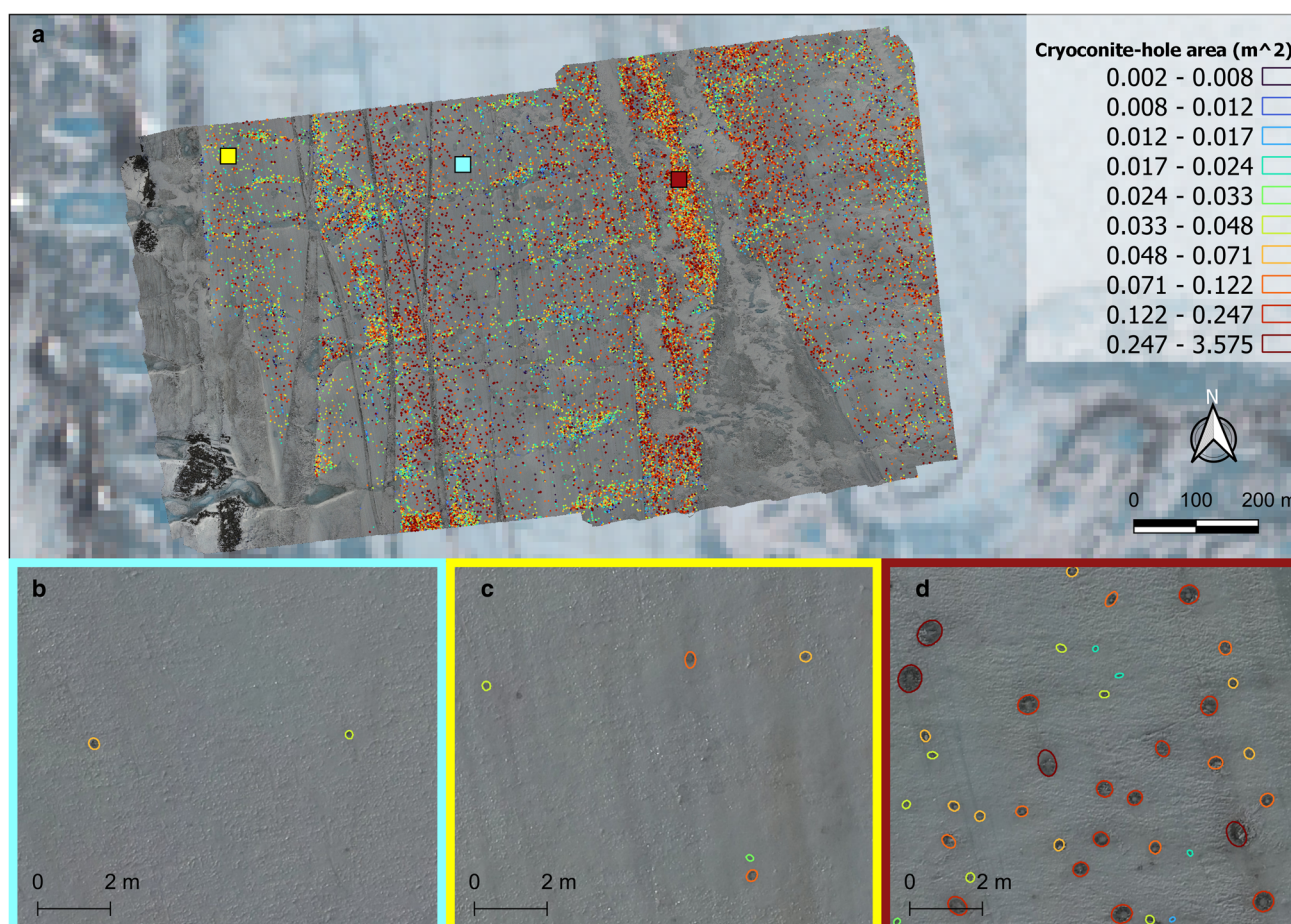 a
Cryoconite-hole area (m^2)
0.002 - 0.008
0.008 - 0.012
0.012 - 0.017
0.017 - 0.024
0.024 - 0.033
0.033 - 0.048
0.048 - 0.071
0.071 - 0.122
0.122 - 0.247
0.247 - 3.575
N
0 100 200 m
b
0 2 m
c
0 2 m
d
0 2 m